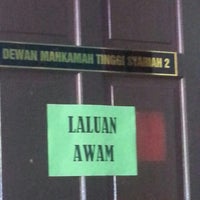 DEWAN MAHKAMAH TINGGI SYARIAH 2
LALUAN
AWAM